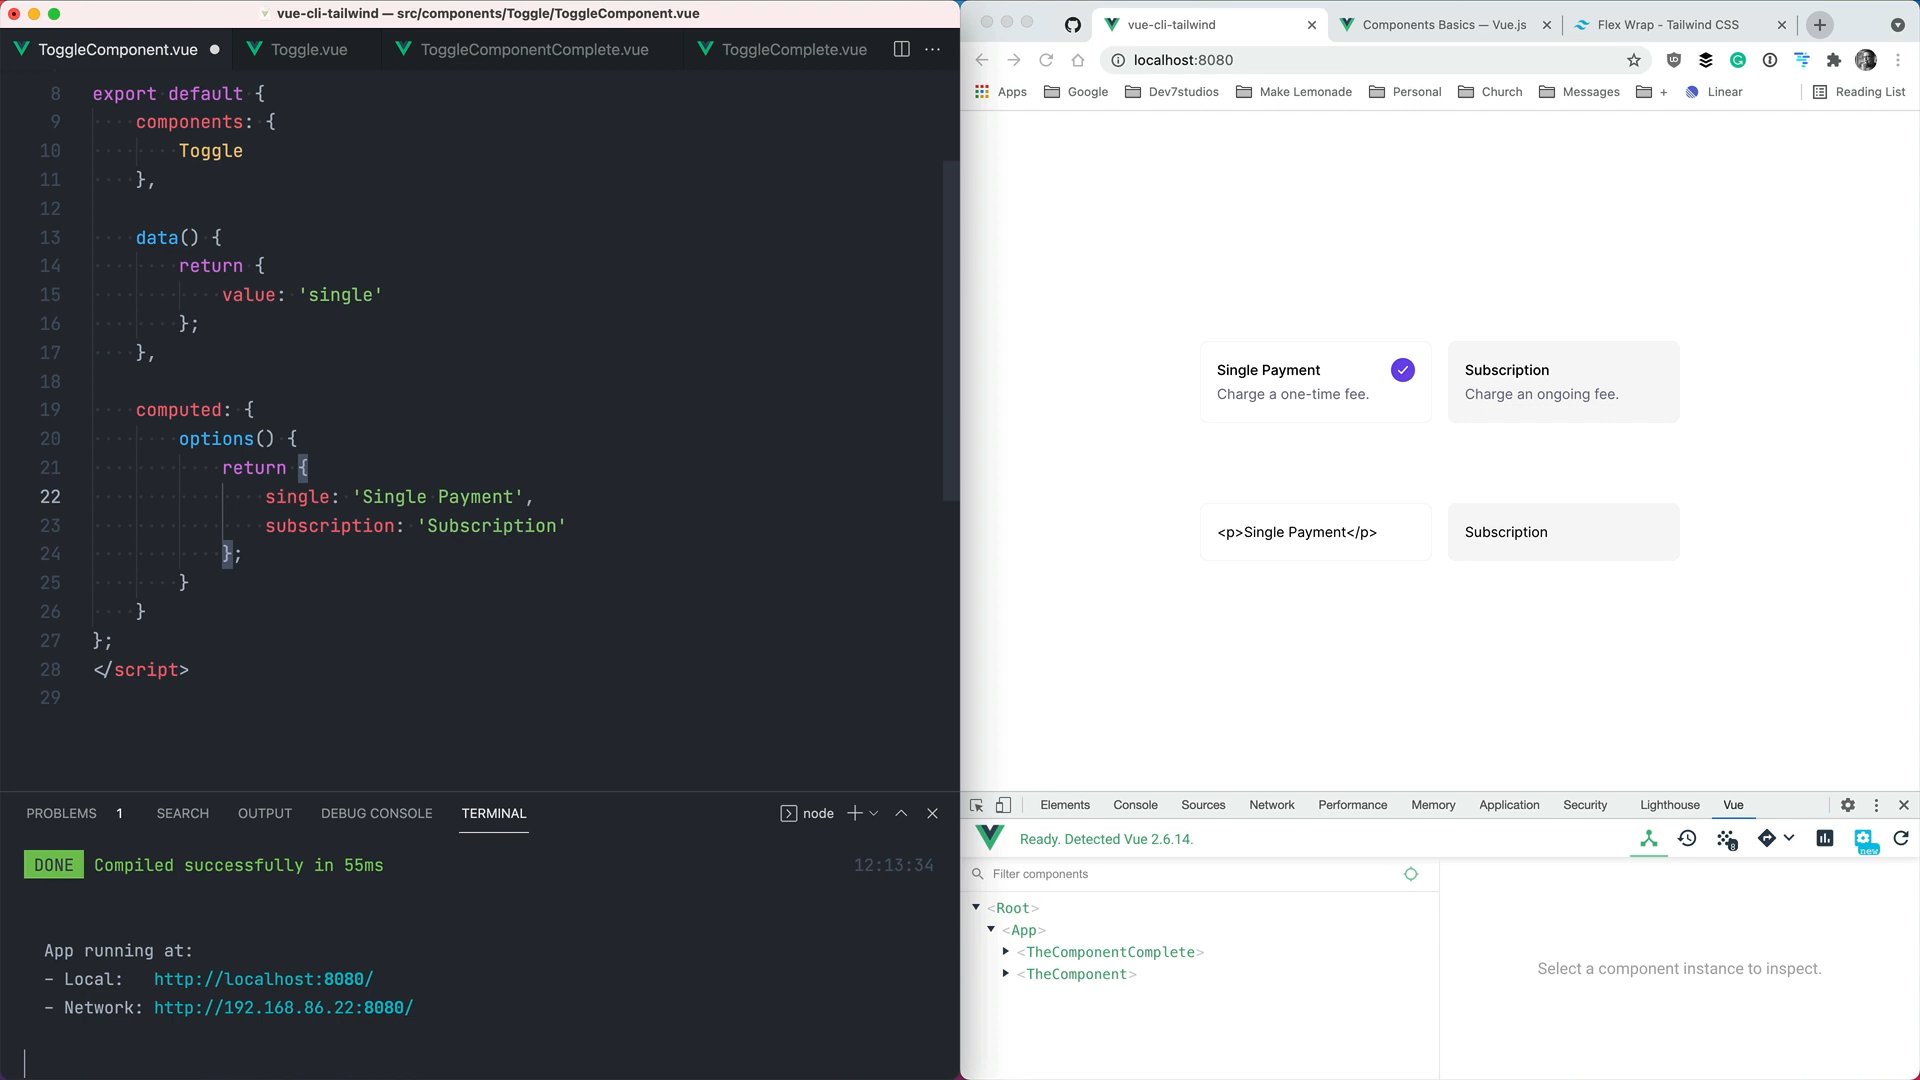 vue-cli-tailwind — src/components/Toggle/ToggleComponent.vue
ToggleComponent.vue
Toggle.vue
ToggleComponentComplete.vue
ToggleComplete.vue
8 export default {
9 components: {
10 Toggle
11 },
12
13 data() {
14 return {
15 value: 'single'
16 };
17 },
18
19 computed: {
20 options() {
21 return {
22 single: 'Single Payment',
23 subscription: 'Subscription'
24 };
25 }
26 }
27 };
28 </script>
29
PROBLEMS 1 SEARCH OUTPUT DEBUG CONSOLE TERMINAL
node
DONE Compiled successfully in 55ms 12:13:34
App running at:
- Local: http://localhost:8080/
- Network: http://192.168.86.22:8080/
vue-cli-tailwind
Components Basics — Vue.js
Flex Wrap - Tailwind CSS
localhost:8080
Apps Google Dev7studios Make Lemonade Personal Church Messages + Linear Reading List
Single Payment
Charge a one-time fee.
Subscription
Charge an ongoing fee.
<p>Single Payment</p>
Subscription
Elements Console Sources Network Performance Memory Application Security Lighthouse Vue
Ready. Detected Vue 2.6.14.
8
new
Filter components
<Root>
<App>
<TheComponentComplete>
<TheComponent>
Select a component instance to inspect.